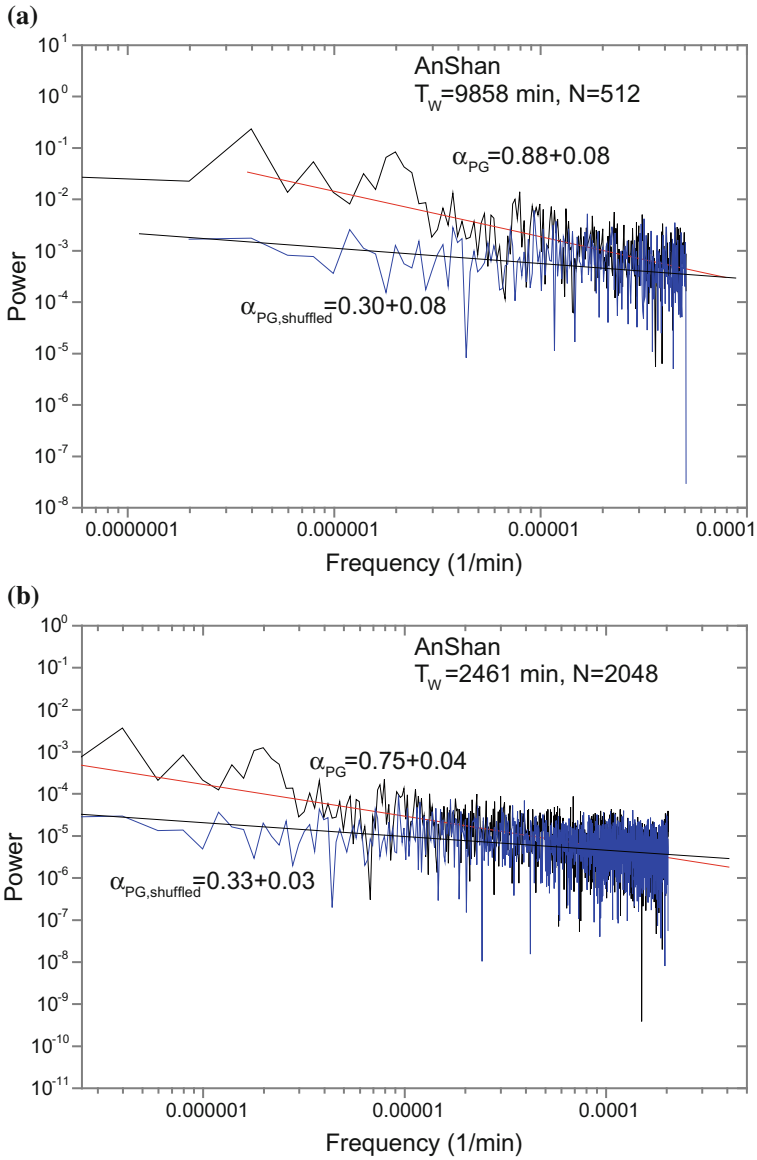 (a)
10^1
10^0
10^-1
10^-2
10^-3
10^-4
10^-5
10^-6
10^-7
10^-8
Power
AnShan
T_W=9858 min, N=512
α_PG=0.88+0.08
α_PG,shuffled=0.30+0.08
0.0000001 0.000001 0.00001 0.0001
Frequency (1/min)
(b)
10^0
10^-1
10^-2
10^-3
10^-4
10^-5
10^-6
10^-7
10^-8
10^-9
10^-10
10^-11
Power
AnShan
T_W=2461 min, N=2048
α_PG=0.75+0.04
α_PG,shuffled=0.33+0.03
0.000001 0.00001 0.0001
Frequency (1/min)